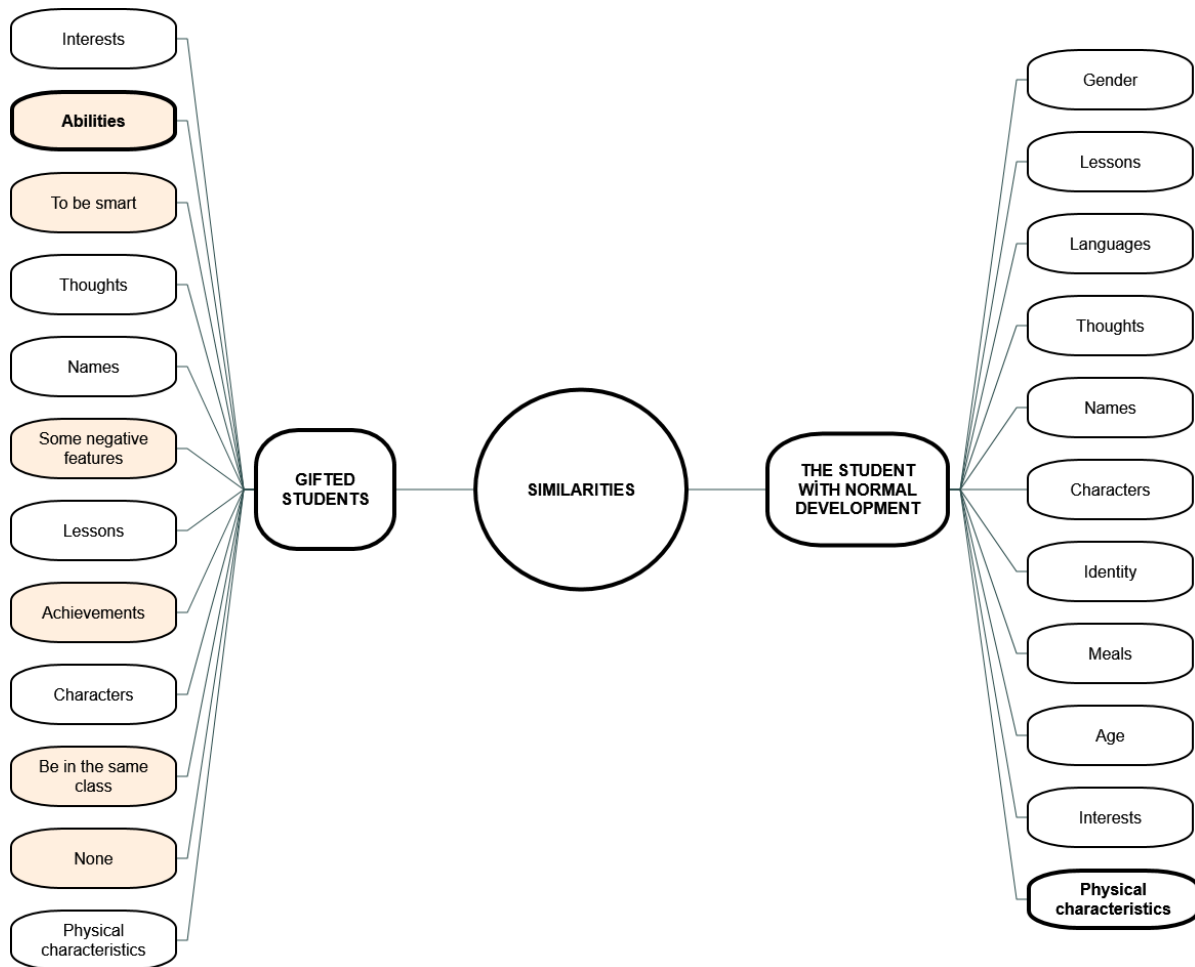 Interests
Abilities
To be smart
Thoughts
Names
Some negative
features
Lessons
Achievements
Characters
Be in the same
class
None
Physical
characteristics
GIFTED
STUDENTS
SIMILARITIES
THE STUDENT
WİTH NORMAL
DEVELOPMENT
Gender
Lessons
Languages
Thoughts
Names
Characters
Identity
Meals
Age
Interests
Physical
characteristics